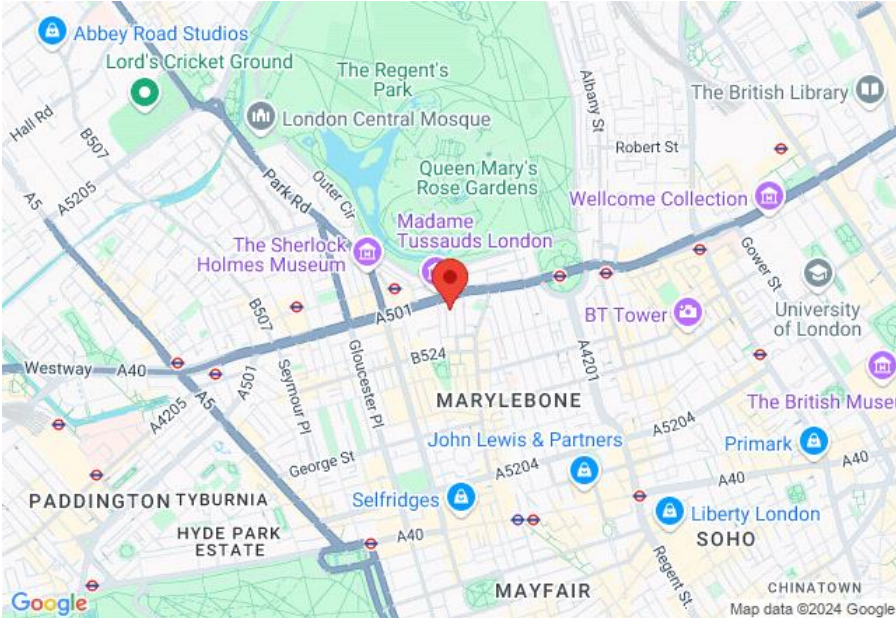 Abbey Road Studios
Lord's Cricket Ground
The Regent's
Park
The British Library
Albany St
Hall Rd
B507
London Central Mosque
Robert St
A5
A5205
Park Rd
Outer Cir
Queen Mary's
Rose Gardens
Wellcome Collection
Madame
Tussauds London
The Sherlock
Holmes Museum
Gower St
University
of London
A501
BT Tower
B507
B524
A4201
Westway
A40
A501
Seymour Pl
Gloucester Pl
A4205
A5
MARYLEBONE
The British Museu
A5204
John Lewis & Partners
Primark
George St
A5204
A40
A40
PADDINGTON
TYBURNIA
Selfridges
Liberty London
HYDE PARK
ESTATE
A40
SOHO
Regent St.
MAYFAIR
CHINATOWN
Google
Map data ©2024 Google